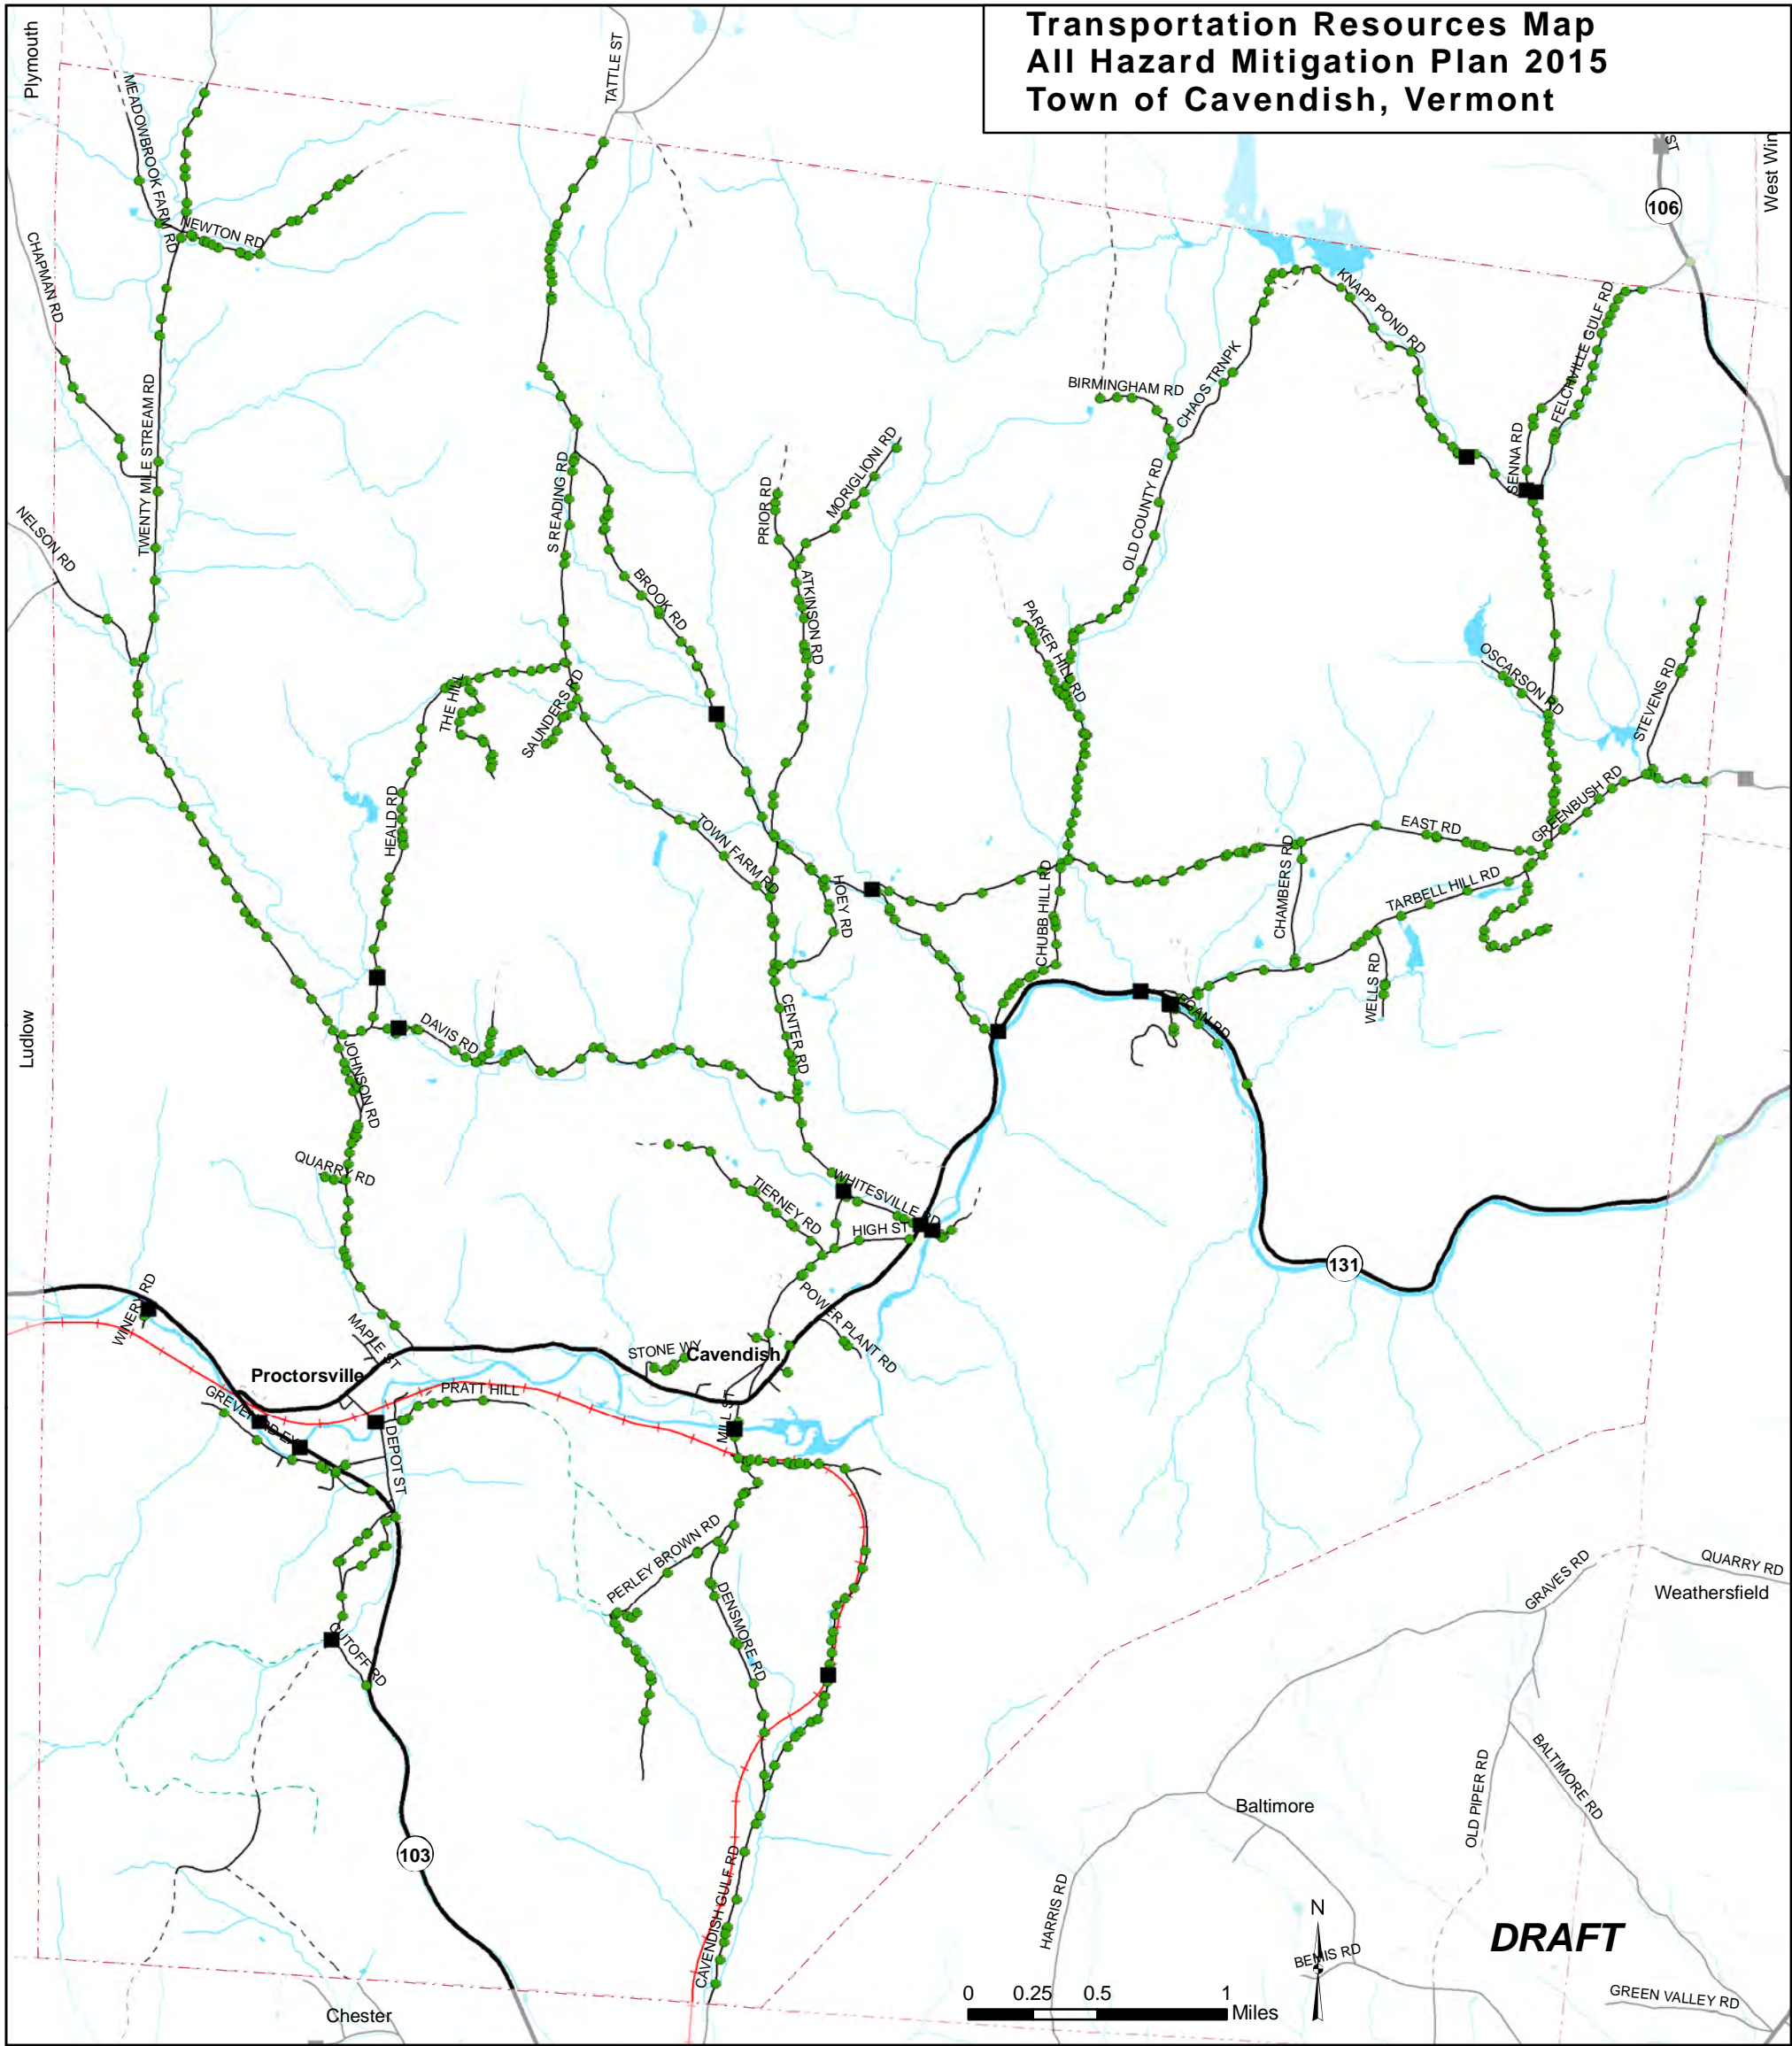 Transportation Resources Map
All Hazard Mitigation Plan 2015
Town of Cavendish, Vermont
Plymouth
TATTLE ST
ST
West Win
106
MEADOWBROOK FARM RD
NEWTON RD
CHAPMAN RD
KNAPP POND RD
FELCHVILLE GULF RD
CHAOS TRNPK
BIRMINGHAM RD
TWENTY MILE STREAM RD
SENNA RD
S READING RD
PRIOR RD
MORIGLIONI RD
OLD COUNTY RD
NELSON RD
BROOK RD
ATKINSON RD
PARKER HILL RD
OSCARSON RD
STEVENS RD
THE HILL
SAUNDERS RD
HEALD RD
TOWN FARM RD
GREENBUSH RD
EAST RD
HOEY RD
CHUBB HILL RD
CHAMBERS RD
TARBELL HILL RD
WELLS RD
Ludlow
CENTER RD
DAVIS RD
JOHNSON RD
QUARRY RD
TIERNEY RD
WHITESVILLE RD
HIGH ST
131
WINERY RD
POWER PLANT RD
MAPLE ST
STONE WY
Cavendish
Proctorsville
PRATT HILL
MILL ST
DEPOT ST
PERLEY BROWN RD
DENSMORE RD
GRAVES RD
QUARRY RD
Weathersfield
CUTOFF RD
BALTIMORE RD
OLD PIPER RD
Baltimore
103
CAVENDISH GULF RD
HARRIS RD
N
BEMIS RD
DRAFT
GREEN VALLEY RD
0 0.25 0.5 1
Miles
Chester